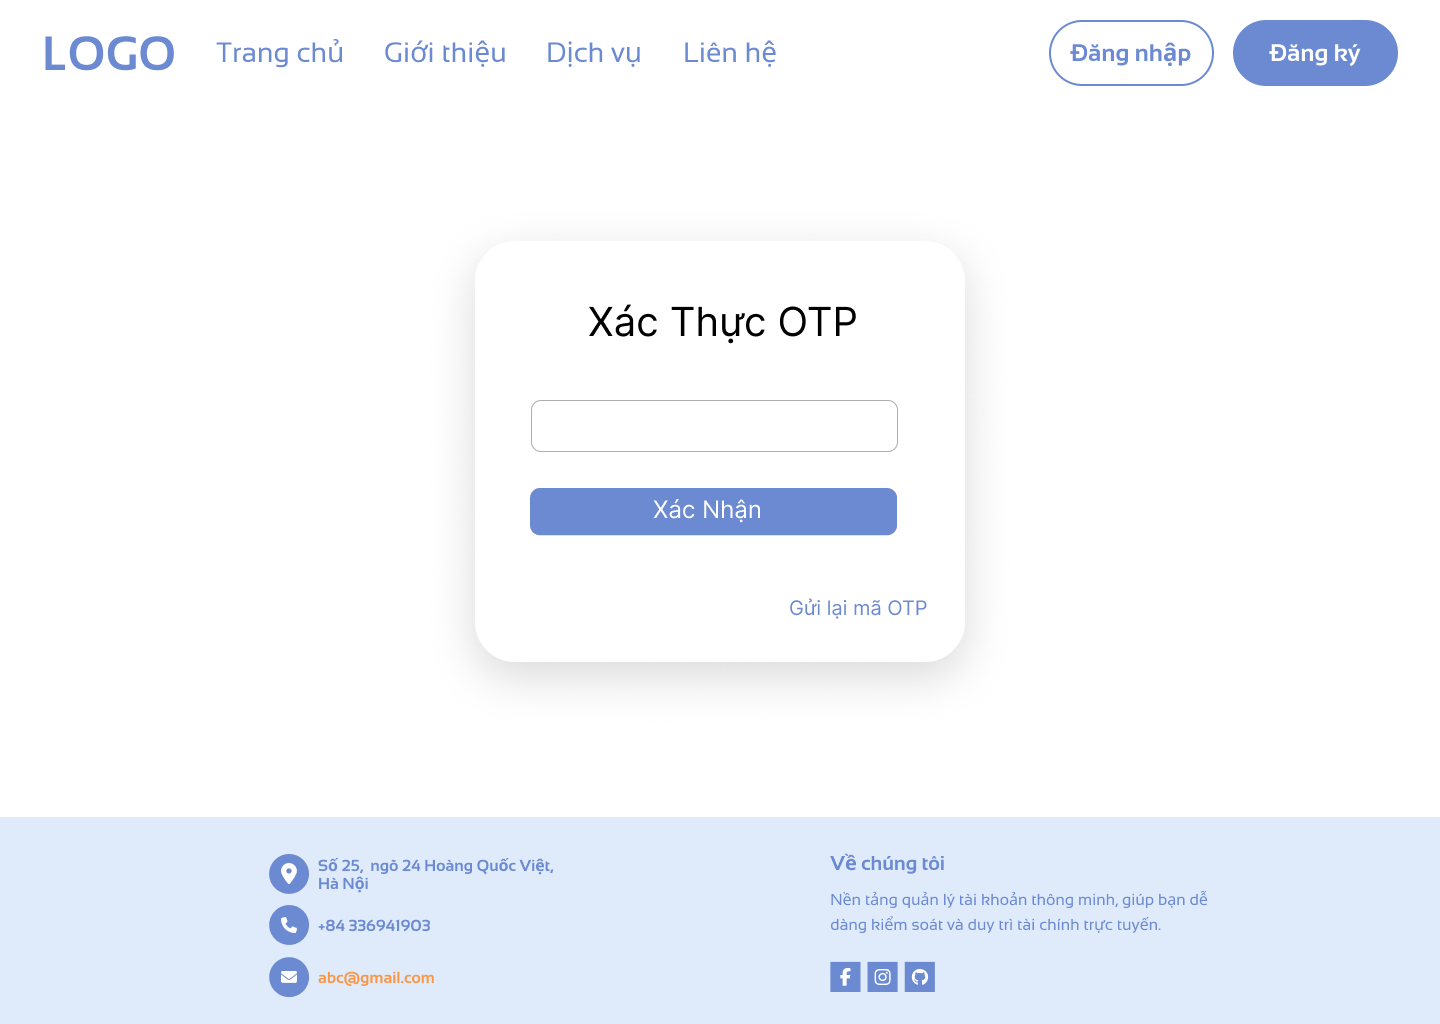 LOGO
Trang chủ
Giới thiệu
Dịch vụ
Liên hệ
Đăng nhập
Đăng ký
Xác Thực OTP
Xác Nhận
Gửi lại mã OTP
Số 25, ngõ 24 Hoàng Quốc Việt,
Hà Nội
+84 336941903
abc@gmail.com
Về chúng tôi
Nền tảng quản lý tài khoản thông minh, giúp bạn dễ
dàng kiểm soát và duy trì tài chính trực tuyến.